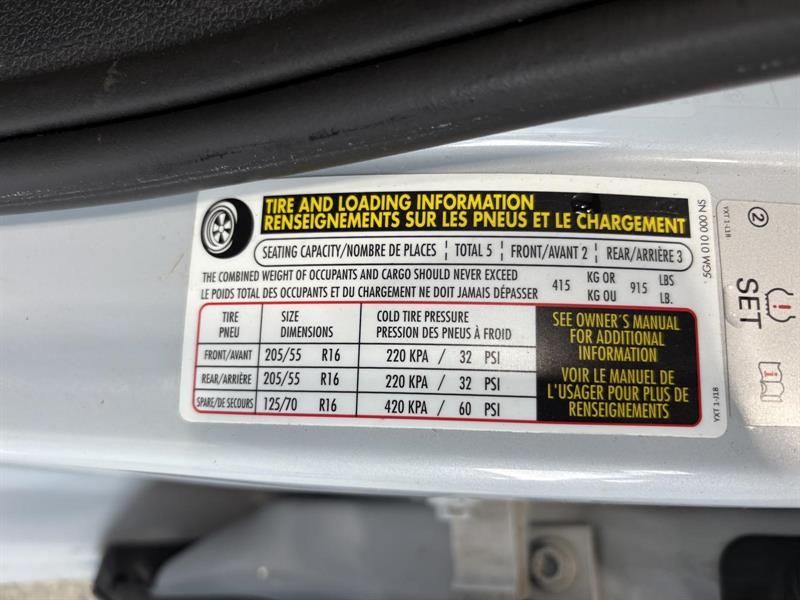 TIRE AND LOADING INFORMATION
RENSEIGNEMENTS SUR LES PNEUS ET LE CHARGEMENT
SEATING CAPACITY/NOMBRE DE PLACES ¦ TOTAL 5 ¦ FRONT/AVANT 2 ¦ REAR/ARRIÈRE 3
THE COMBINED WEIGHT OF OCCUPANTS AND CARGO SHOULD NEVER EXCEED 415 KG OR 915 LBS
LE POIDS TOTAL DES OCCUPANTS ET DU CHARGEMENT NE DOIT JAMAIS DÉPASSER KG OU LB.
TIRE SIZE COLD TIRE PRESSURE
PNEU DIMENSIONS PRESSION DES PNEUS À FROID
FRONT/AVANT 205/55 R16 220 KPA / 32 PSI
REAR/ARRIÈRE 205/55 R16 220 KPA / 32 PSI
SPARE/DE SECOURS 125/70 R16 420 KPA / 60 PSI
SEE OWNER'S MANUAL
FOR ADDITIONAL
INFORMATION
VOIR LE MANUEL DE
L'USAGER POUR PLUS DE
RENSEIGNEMENTS
5GM 010 000 NS
YXT 1-J18
YXT 1-J18
2
SET